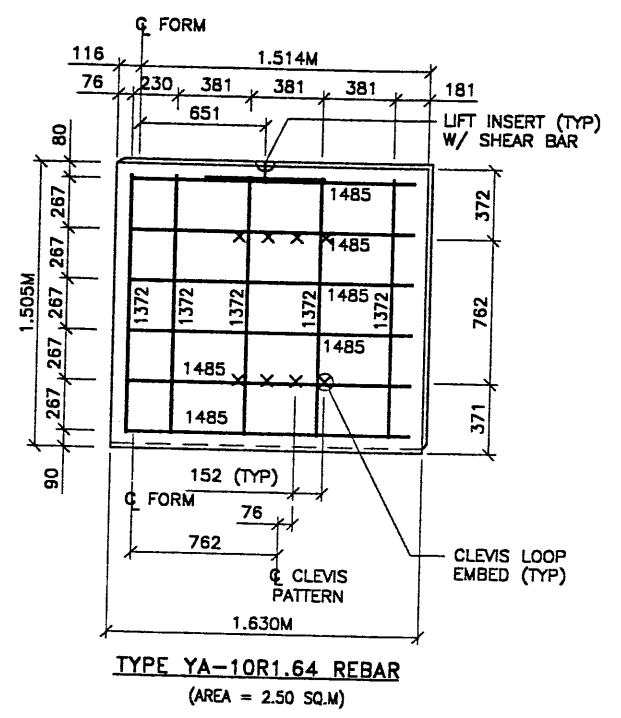 ℄ FORM
116
1.514M
76 230 381 381 381 181
651
LIFT INSERT (TYP)
W/ SHEAR BAR
80
267
267
267
267
267
90
1.505M
1485
1485
1485
1485
1485
1485
1372 1372 1372 1372 1372
372
762
371
152 (TYP)
℄ FORM
76
762
℄ CLEVIS
PATTERN
CLEVIS LOOP
EMBED (TYP)
1.630M
TYPE YA-10R1.64 REBAR
(AREA = 2.50 SQ.M)